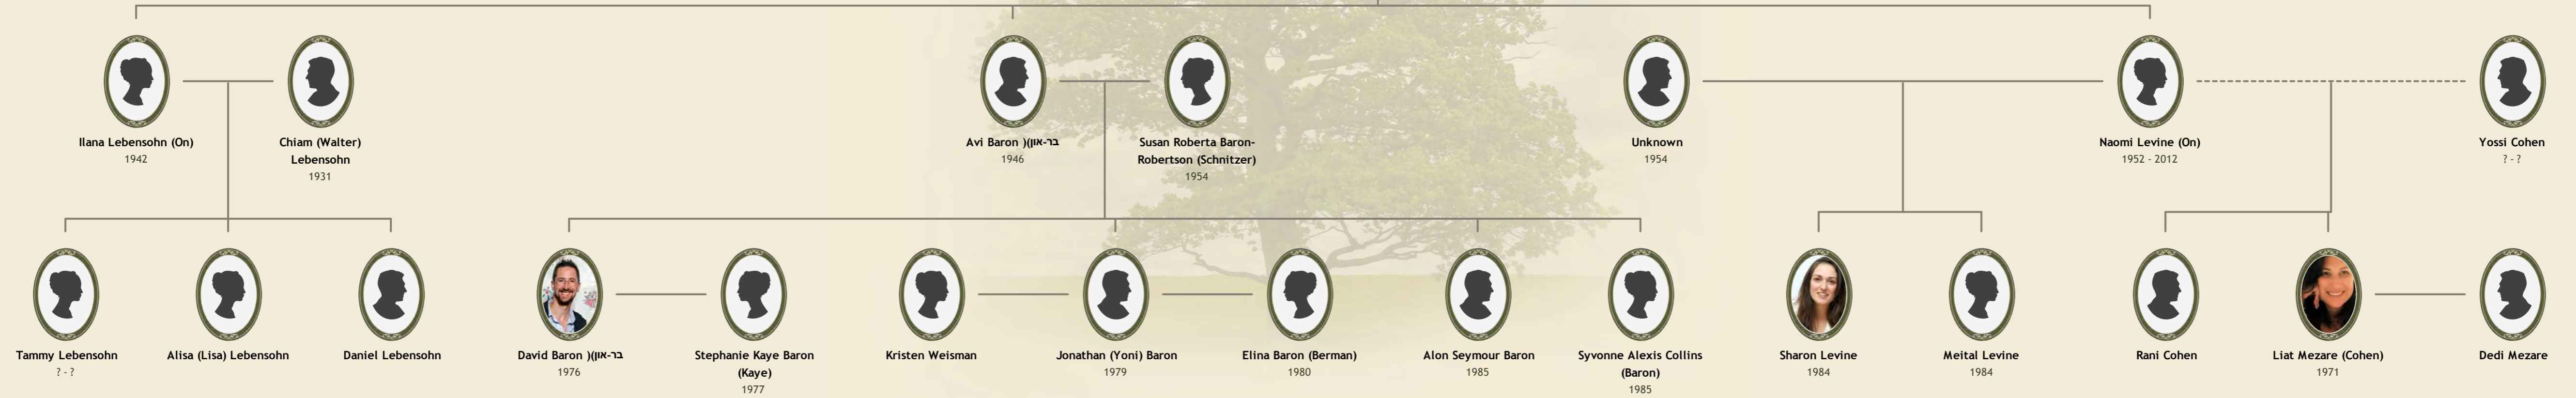 Ilana Lebensohn (On)
1942
Chiam (Walter)
Lebensohn
1931
Avi Baron )(בר-און
1946
Susan Roberta Baron-
Robertson (Schnitzer)
1954
Unknown
1954
Naomi Levine (On)
1952 - 2012
Yossi Cohen
? - ?
Tammy Lebensohn
? - ?
Alisa (Lisa) Lebensohn
Daniel Lebensohn
David Baron )(בר-און
1976
Stephanie Kaye Baron
(Kaye)
1977
Kristen Weisman
Jonathan (Yoni) Baron
1979
Elina Baron (Berman)
1980
Alon Seymour Baron
1985
Syvonne Alexis Collins
(Baron)
1985
Sharon Levine
1984
Meital Levine
1984
Rani Cohen
Liat Mezare (Cohen)
1971
Dedi Mezare